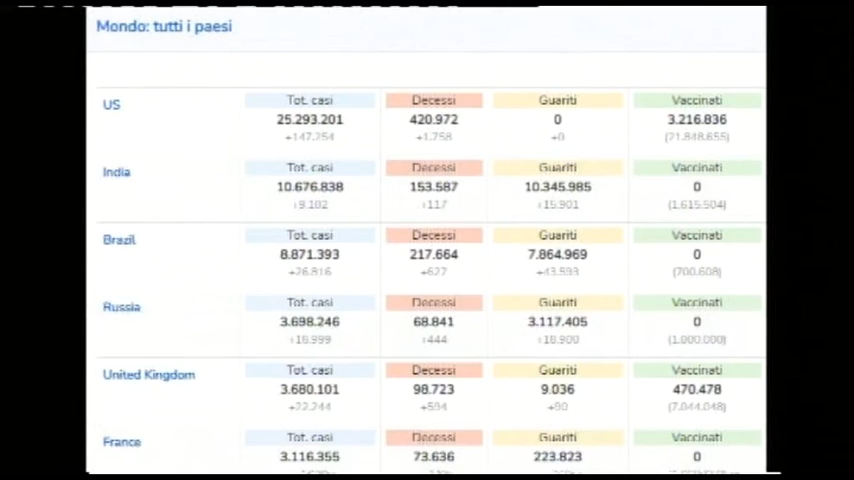 Mondo: tutti i paesi
US
Tot. casi Decessi Guariti Vaccinati
25.293.201 420.972 0 3.216.836
+147.254 +1.758 +0 (21.848.655)
India
Tot. casi Decessi Guariti Vaccinati
10.676.838 153.587 10.345.985 0
+9.102 +117 +15.901 (1.615.504)
Brazil
Tot. casi Decessi Guariti Vaccinati
8.871.393 217.664 7.864.969 0
+26.816 +627 +43.593 (700.608)
Russia
Tot. casi Decessi Guariti Vaccinati
3.698.246 68.841 3.117.405 0
+18.999 +444 +18.900 (1.000.000)
United Kingdom
Tot. casi Decessi Guariti Vaccinati
3.680.101 98.723 9.036 470.478
+22.244 +594 +90 (7.044.048)
France
Tot. casi Decessi Guariti Vaccinati
3.116.355 73.636 223.823 0